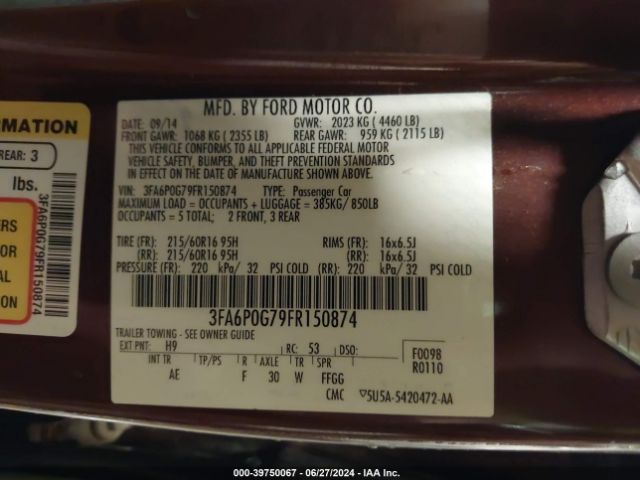 RMATION
REAR: 3
lbs.
ERS
OR
AL
ON
3FA6P0G79FR150874
MFD. BY FORD MOTOR CO.
DATE: 09/14 GVWR: 2023 KG ( 4460 LB)
FRONT GAWR: 1068 KG ( 2355 LB) REAR GAWR: 959 KG ( 2115 LB)
THIS VEHICLE CONFORMS TO ALL APPLICABLE FEDERAL MOTOR
VEHICLE SAFETY, BUMPER, AND THEFT PREVENTION STANDARDS
IN EFFECT ON THE DATE OF MANUFACTURE SHOWN ABOVE.
VIN: 3FA6P0G79FR150874 TYPE: Passenger Car
MAXIMUM LOAD = OCCUPANTS + LUGGAGE = 385KG/ 850LB
OCCUPANTS = 5 TOTAL; 2 FRONT, 3 REAR
TIRE (FR): 215/60R16 95H RIMS (FR): 16x6.5J
(RR): 215/60R16 95H (RR): 16x6.5J
PRESSURE (FR): 220 kPa/ 32 PSI COLD (RR): 220 kPa/ 32 PSI COLD
3FA6P0G79FR150874
TRAILER TOWING - SEE OWNER GUIDE
EXT PNT: H9 RC: 53 DSO: F0098
INT TR TP/PS R AXLE TR SPR R0110
AE F 30 W FFGG
CMC ▽5U5A-5420472-AA
000-39750067 - 06/27/2024 - IAA Inc.